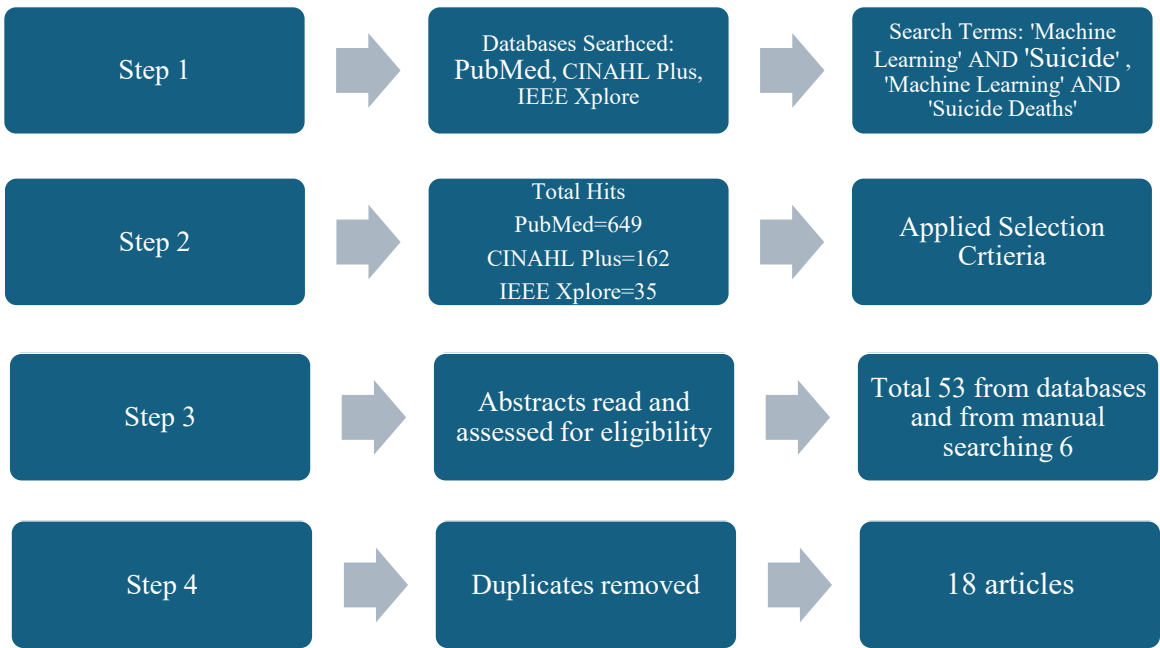 Step 1
Databases Searhced:
PubMed, CINAHL Plus,
IEEE Xplore
Search Terms: 'Machine
Learning' AND 'Suicide' ,
'Machine Learning' AND
'Suicide Deaths'
Step 2
Total Hits
PubMed=649
CINAHL Plus=162
IEEE Xplore=35
Applied Selection
Crtieria
Step 3
Abstracts read and
assessed for eligibility
Total 53 from databases
and from manual
searching 6
Step 4
Duplicates removed
18 articles